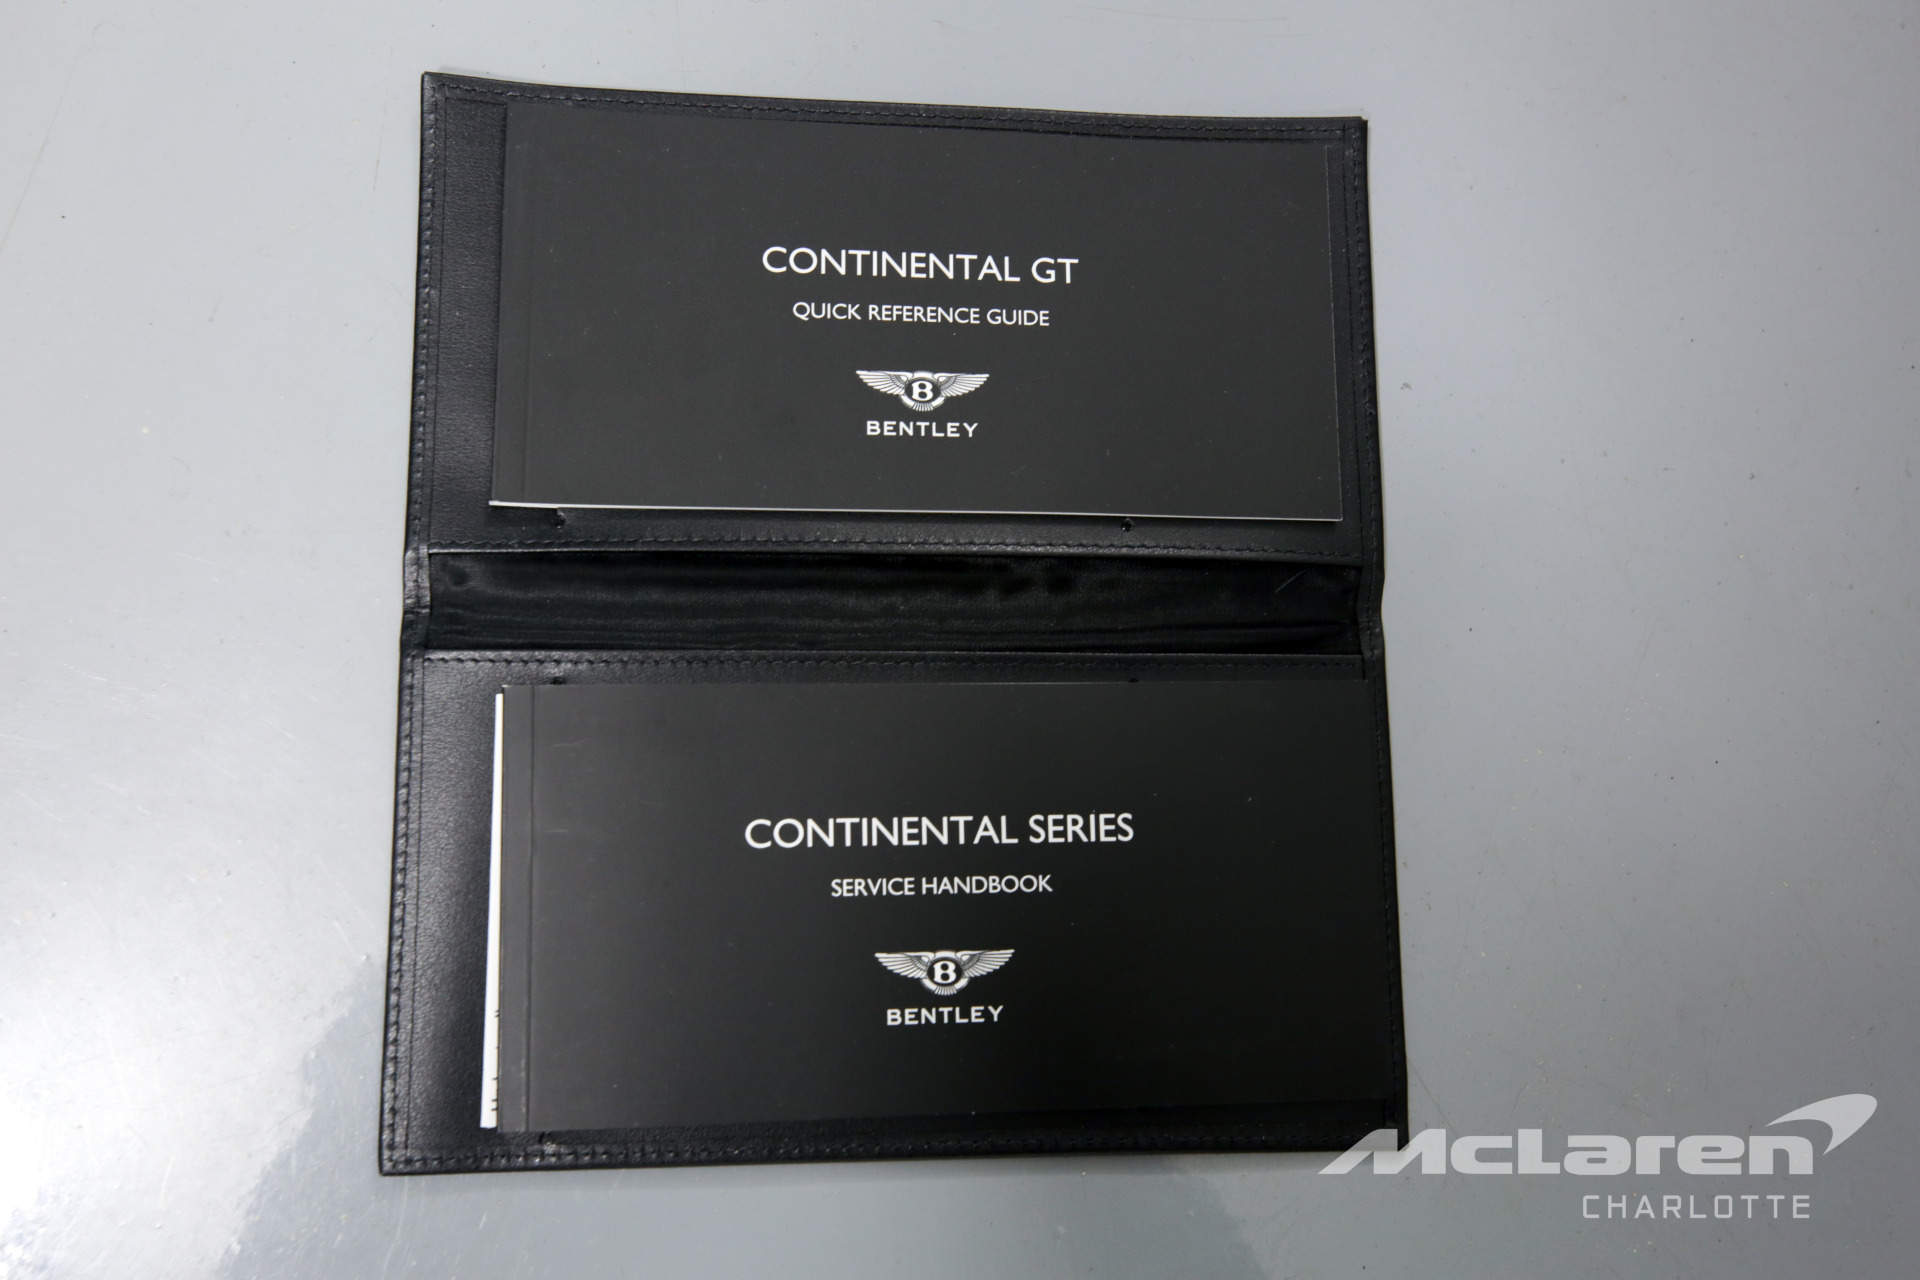 CONTINENTAL GT
QUICK REFERENCE GUIDE
B
BENTLEY
CONTINENTAL SERIES
SERVICE HANDBOOK
B
BENTLEY
McLaren
CHARLOTTE